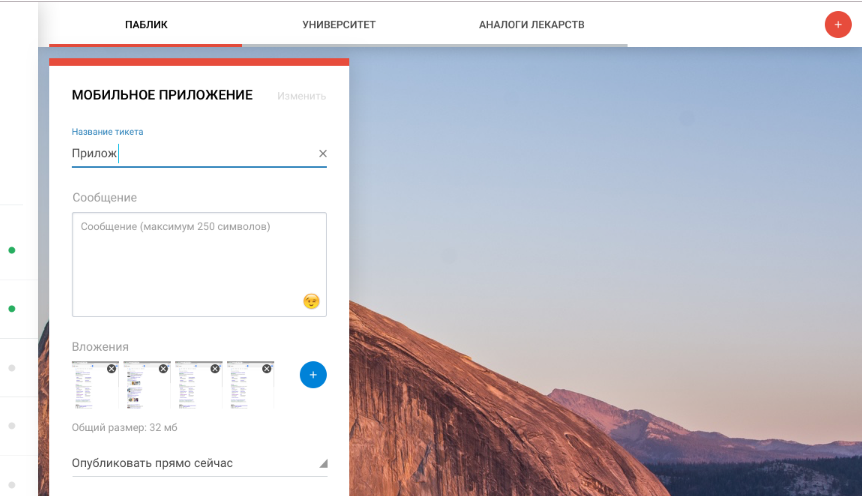 ПАБЛИК
УНИВЕРСИТЕТ
АНАЛОГИ ЛЕКАРСТВ
МОБИЛЬНОЕ ПРИЛОЖЕНИЕ
Изменить
Название тикета
Прилож
Сообщение
Сообщение (максимум 250 символов)
Вложения
Общий размер: 32 мб
Опубликовать прямо сейчас